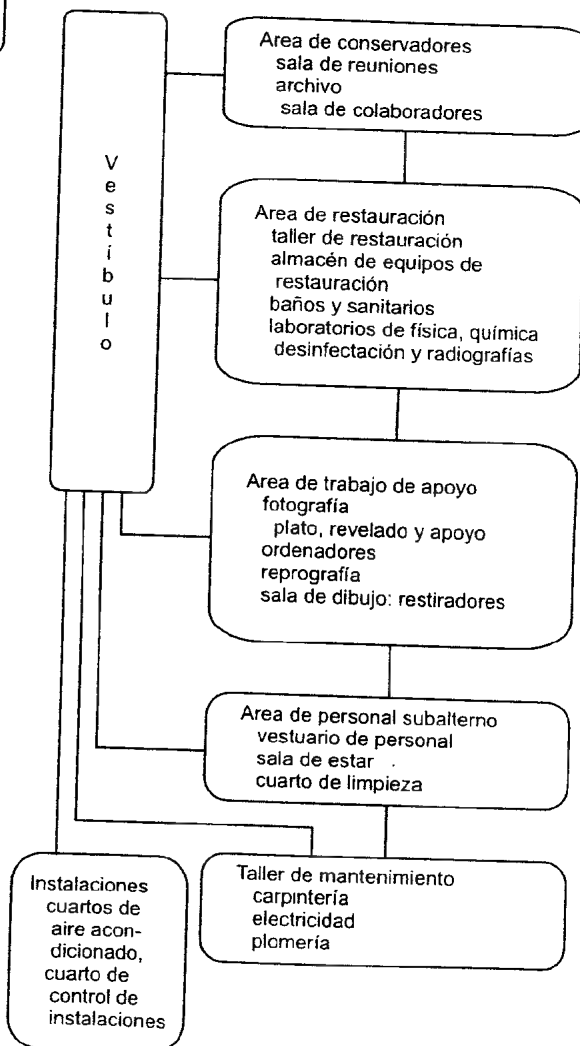 Vestíbulo
Area de conservadores
sala de reuniones
archivo
sala de colaboradores
Area de restauración
taller de restauración
almacén de equipos de
restauración
baños y sanitarios
laboratorios de física, química
desinfectación y radiografías
Area de trabajo de apoyo
fotografía
plato, revelado y apoyo
ordenadores
reprografía
sala de dibujo: restiradores
Area de personal subalterno
vestuario de personal
sala de estar
cuarto de limpieza
Taller de mantenimiento
carpintería
electricidad
plomería
Instalaciones
cuartos de
aire acon-
dicionado,
cuarto de
control de
instalaciones